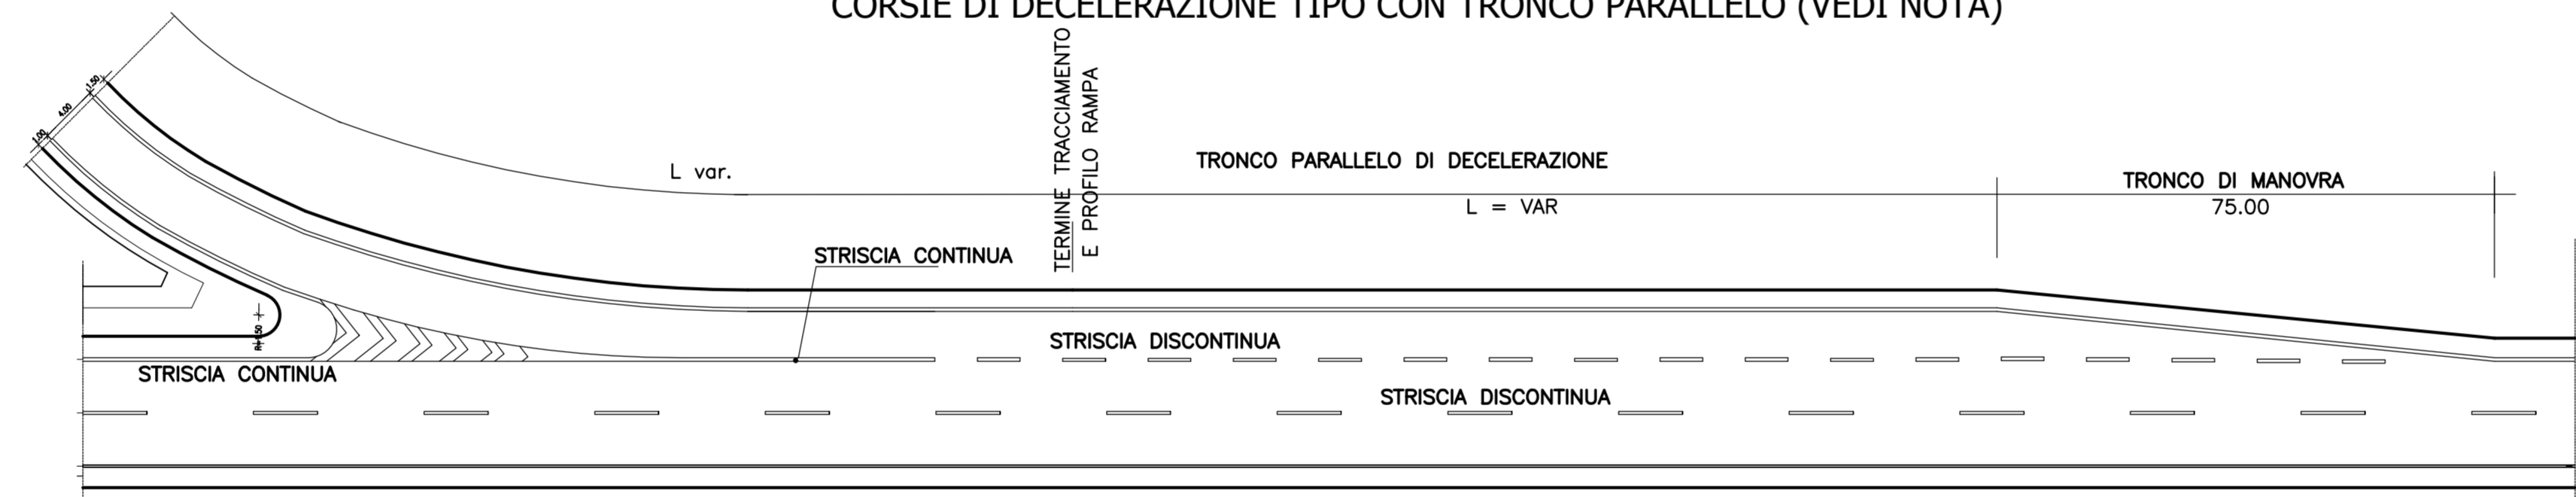 CORSIE DI DECELERAZIONE TIPO CON TRONCO PARALLELO (VEDI NOTA)
TERMINE TRACCIAMENTO
E PROFILO RAMPA
1.50
4.00
1.00
L var.
TRONCO PARALLELO DI DECELERAZIONE
L = VAR
TRONCO DI MANOVRA
75.00
STRISCIA CONTINUA
STRISCIA DISCONTINUA
STRISCIA CONTINUA
STRISCIA DISCONTINUA